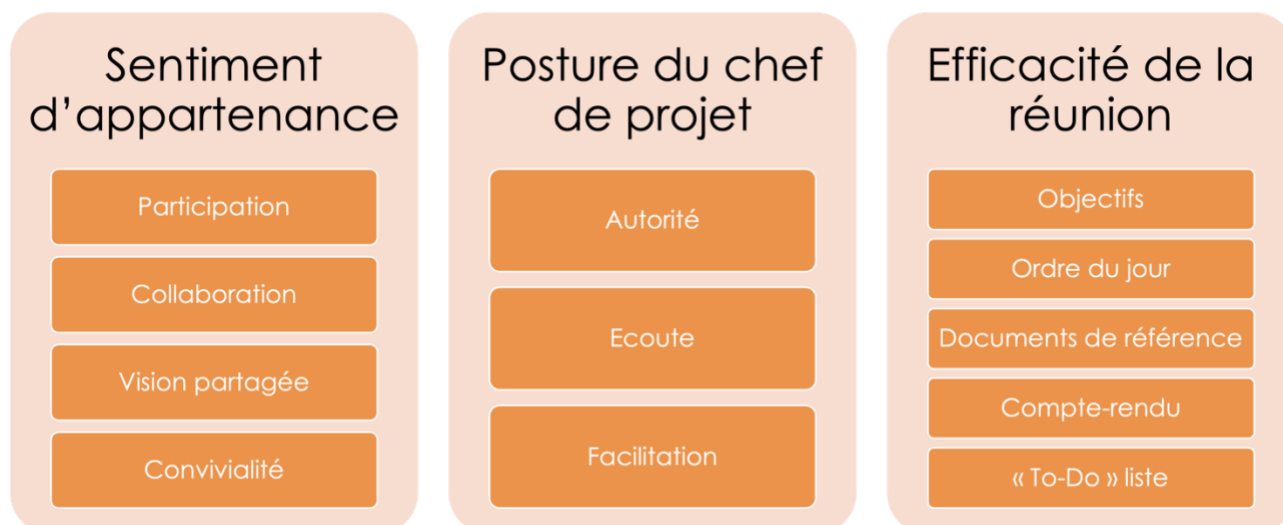 Sentiment
d’appartenance
Participation
Collaboration
Vision partagée
Convivialité
Posture du chef
de projet
Autorité
Ecoute
Facilitation
Efficacité de la
réunion
Objectifs
Ordre du jour
Documents de référence
Compte-rendu
« To-Do » liste